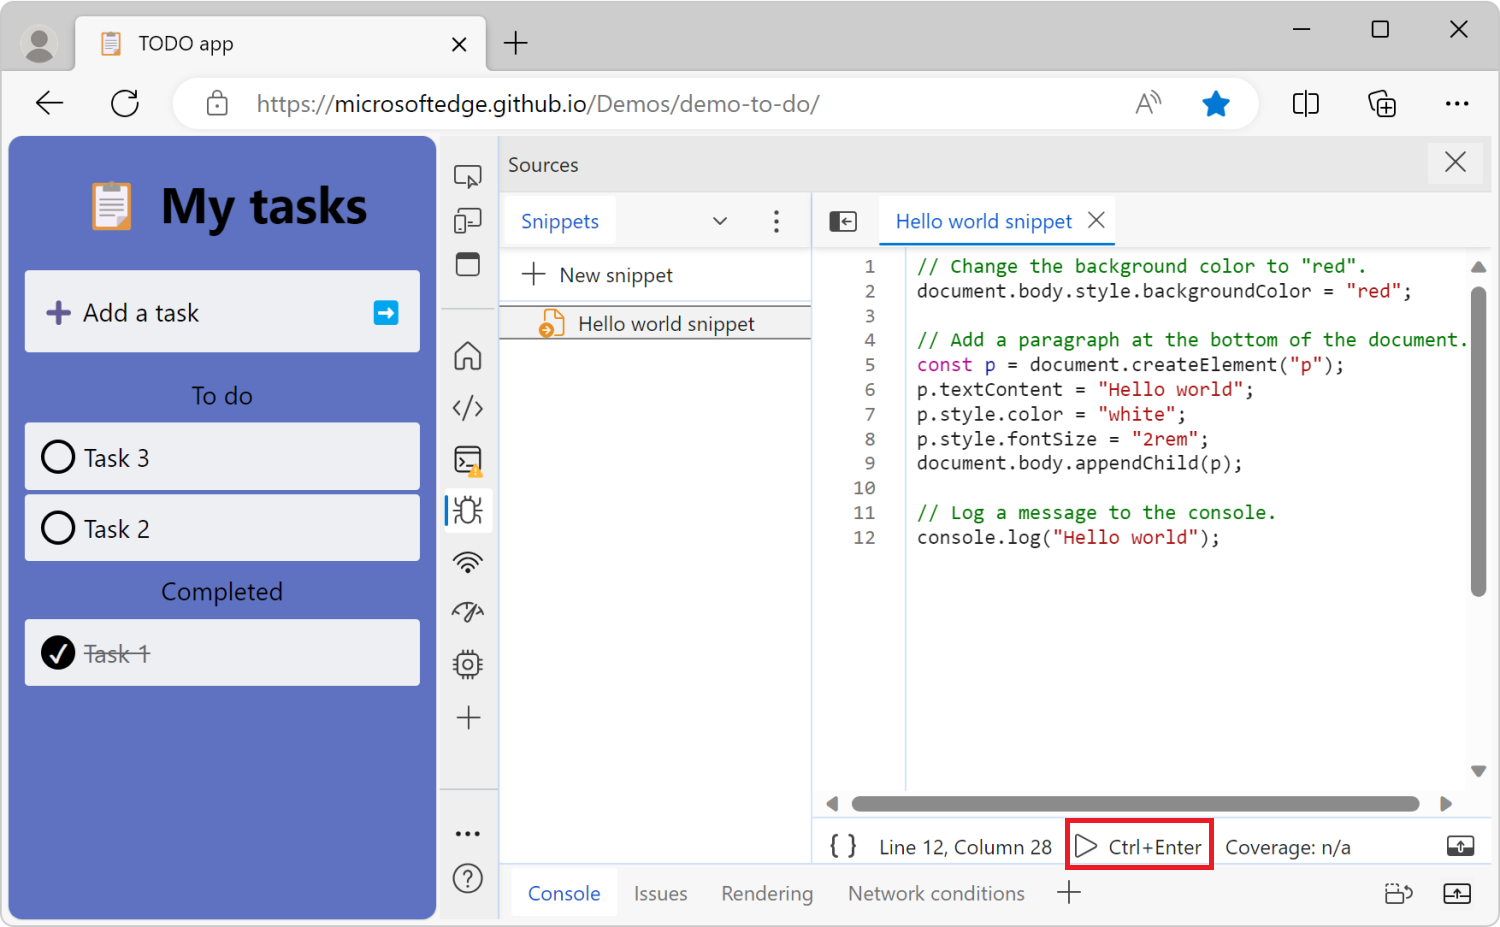 TODO app
https://microsoftedge.github.io/Demos/demo-to-do/
My tasks
Add a task
To do
Task 3
Task 2
Completed
Task 1
Sources
Snippets
New snippet
Hello world snippet
Hello world snippet
1 // Change the background color to "red".
2 document.body.style.backgroundColor = "red";
3
4 // Add a paragraph at the bottom of the document.
5 const p = document.createElement("p");
6 p.textContent = "Hello world";
7 p.style.color = "white";
8 p.style.fontSize = "2rem";
9 document.body.appendChild(p);
10
11 // Log a message to the console.
12 console.log("Hello world");
{ } Line 12, Column 28 Ctrl+Enter Coverage: n/a
Console Issues Rendering Network conditions